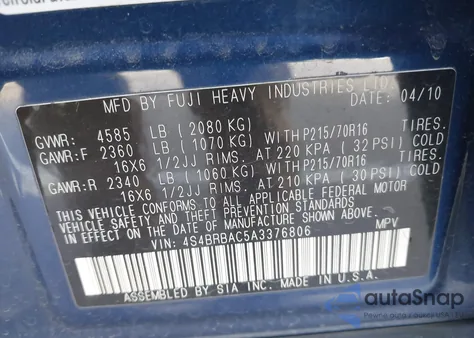 MFD BY FUJI HEAVY INDUSTRIES LTD.
DATE: 04/10
GVWR: 4585 LB (2080 KG)
GAWR:F 2360 LB (1070 KG) WITH P215/70R16 TIRES.
16X6 1/2JJ RIMS. AT 220 KPA (32 PSI) COLD
GAWR:R 2340 LB (1060 KG) WITH P215/70R16 TIRES.
16X6 1/2JJ RIMS. AT 210 KPA (30 PSI) COLD
THIS VEHICLE CONFORMS TO ALL APPLICABLE FEDERAL MOTOR
VEHICLE SAFETY AND THEFT PREVENTION STANDARDS
IN EFFECT ON THE DATE OF MANUFACTURE SHOWN ABOVE.
VIN: 4S4BRBAC5A3376806 MPV
ASSEMBLED BY SIA INC. MADE IN U.S.A.
autoSnap